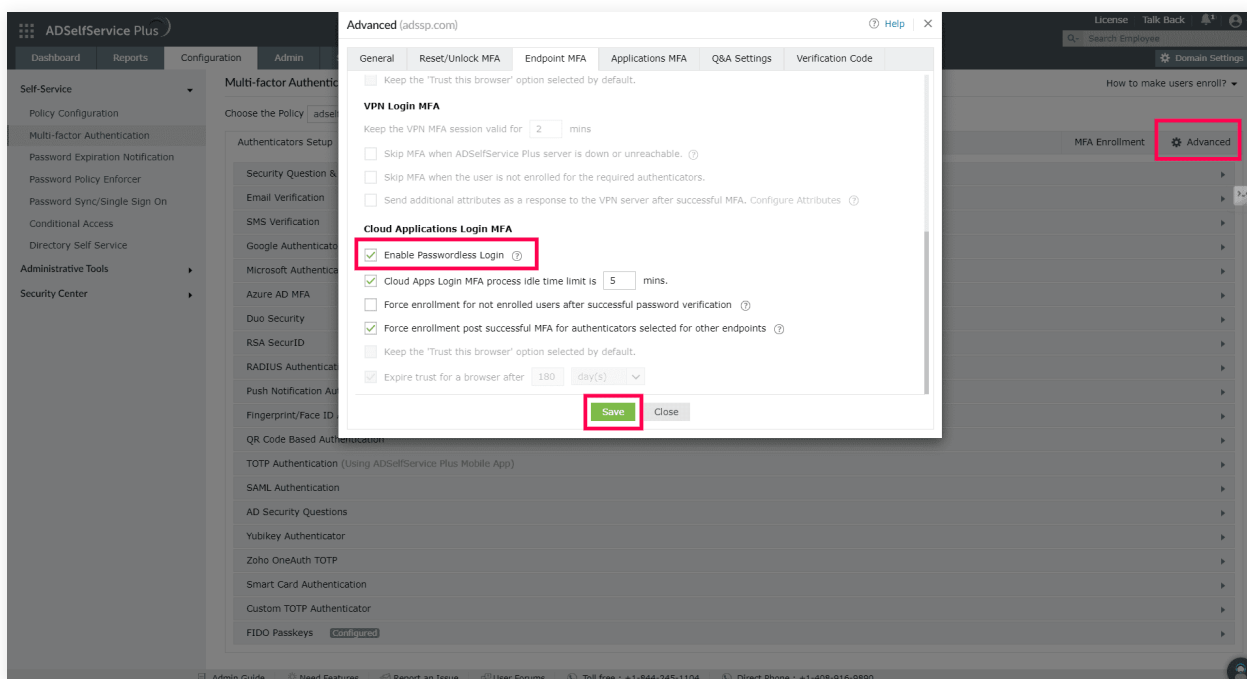 ADSelfService Plus
License Talk Back
Search Employee
Dashboard Reports Configuration Admin
Domain Settings
Self-Service
Policy Configuration
Multi-factor Authentication
Password Expiration Notification
Password Policy Enforcer
Password Sync/Single Sign On
Conditional Access
Directory Self Service
Administrative Tools
Security Center
How to make users enroll?
Choose the Policy
Authenticators Setup
MFA Enrollment Advanced
Security Question &
Email Verification
SMS Verification
Azure AD MFA
Duo Security
RSA SecurID
Fingerprint/Face ID
QR Code Based Authentication
TOTP Authentication (Using ADSelfService Plus Mobile App)
SAML Authentication
AD Security Questions
Yubikey Authenticator
Zoho OneAuth TOTP
Smart Card Authentication
Custom TOTP Authenticator
FIDO Passkeys Configured
Advanced (adssp.com)
Help
General Reset/Unlock MFA Endpoint MFA Applications MFA Q&A Settings Verification Code
Keep the 'Trust this browser' option selected by default.
VPN Login MFA
Keep the VPN MFA session valid for 2 mins
Skip MFA when ADSelfService Plus server is down or unreachable.
Skip MFA when the user is not enrolled for the required authenticators.
Send additional attributes as a response to the VPN server after successful MFA. Configure Attributes
Cloud Applications Login MFA
Enable Passwordless Login
Cloud Apps Login MFA process idle time limit is 5 mins.
Force enrollment for not enrolled users after successful password verification
Force enrollment post successful MFA for authenticators selected for other endpoints
Keep the 'Trust this browser' option selected by default.
Expire trust for a browser after 180 day(s)
Save Close
Admin Guide Need Features Report an Issue User Forums Toll free : +1-844-245-1104 Direct Phone : +1-408-916-9890